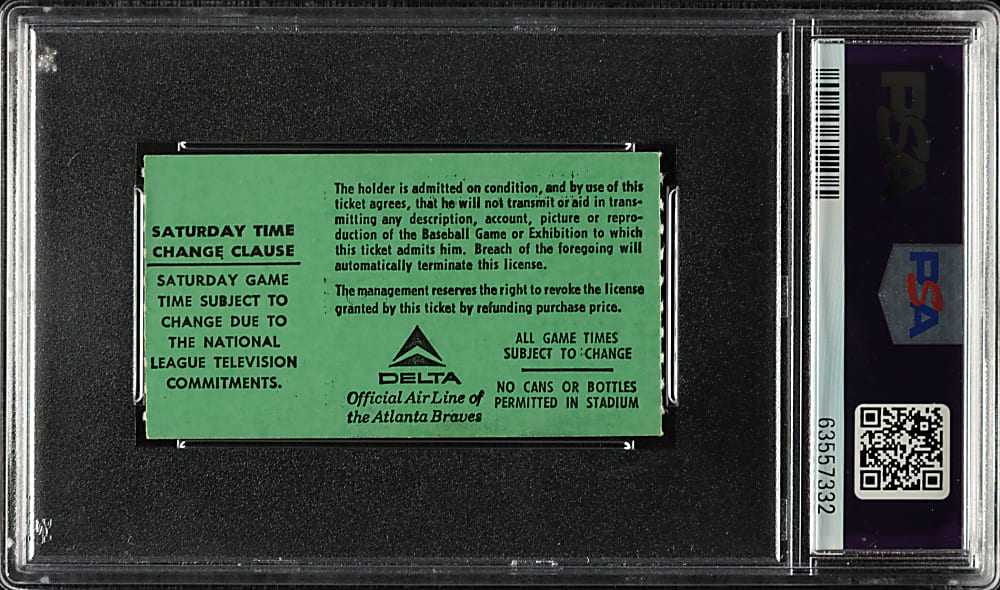 SATURDAY TIME
CHANGE CLAUSE
SATURDAY GAME
TIME SUBJECT TO
CHANGE DUE TO
THE NATIONAL
LEAGUE TELEVISION
COMMITMENTS.
The holder is admitted on condition, and by use of this
ticket agrees, that he will not transmit or aid in trans-
mitting any description, account, picture or repro-
duction of the Baseball Game or Exhibition to which
this ticket admits him. Breach of the foregoing will
automatically terminate this license.
The management reserves the right to revoke the license
granted by this ticket by refunding purchase price.
DELTA
Official Air Line of
the Atlanta Braves
ALL GAME TIMES
SUBJECT TO CHANGE
NO CANS OR BOTTLES
PERMITTED IN STADIUM
PSA
PSA
63557332